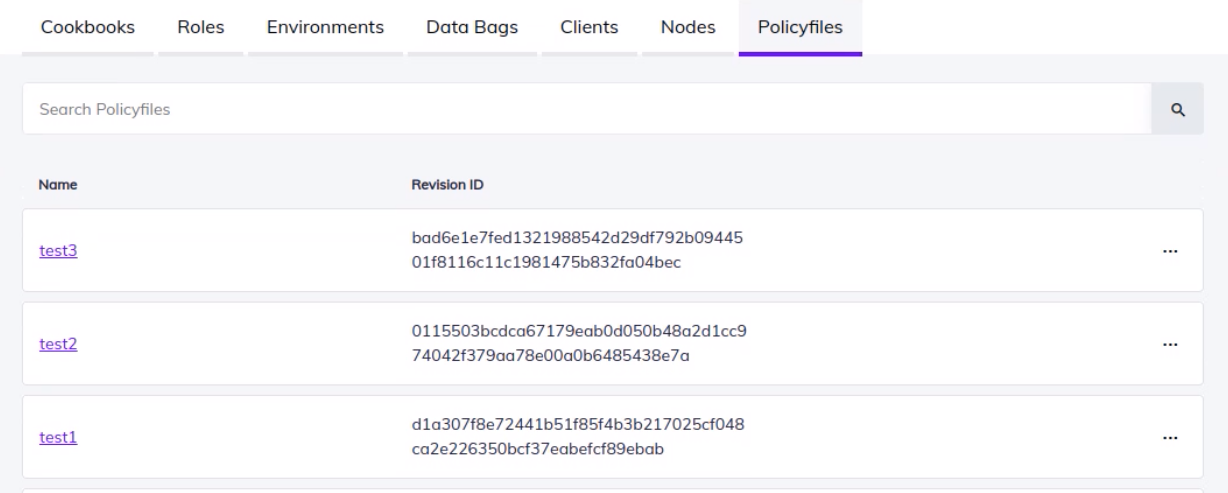 Cookbooks Roles Environments Data Bags Clients Nodes Policyfiles
Search Policyfiles
Name Revision ID
test3 bad6e1e7fed1321988542d29df792b09445 ...
01f8116c11c1981475b832fa04bec
test2 0115503bcdca67179eab0d050b48a2d1cc9 ...
74042f379aa78e00a0b6485438e7a
test1 d1a307f8e72441b51f85f4b3b217025cf048 ...
ca2e226350bcf37eabefcf89ebab